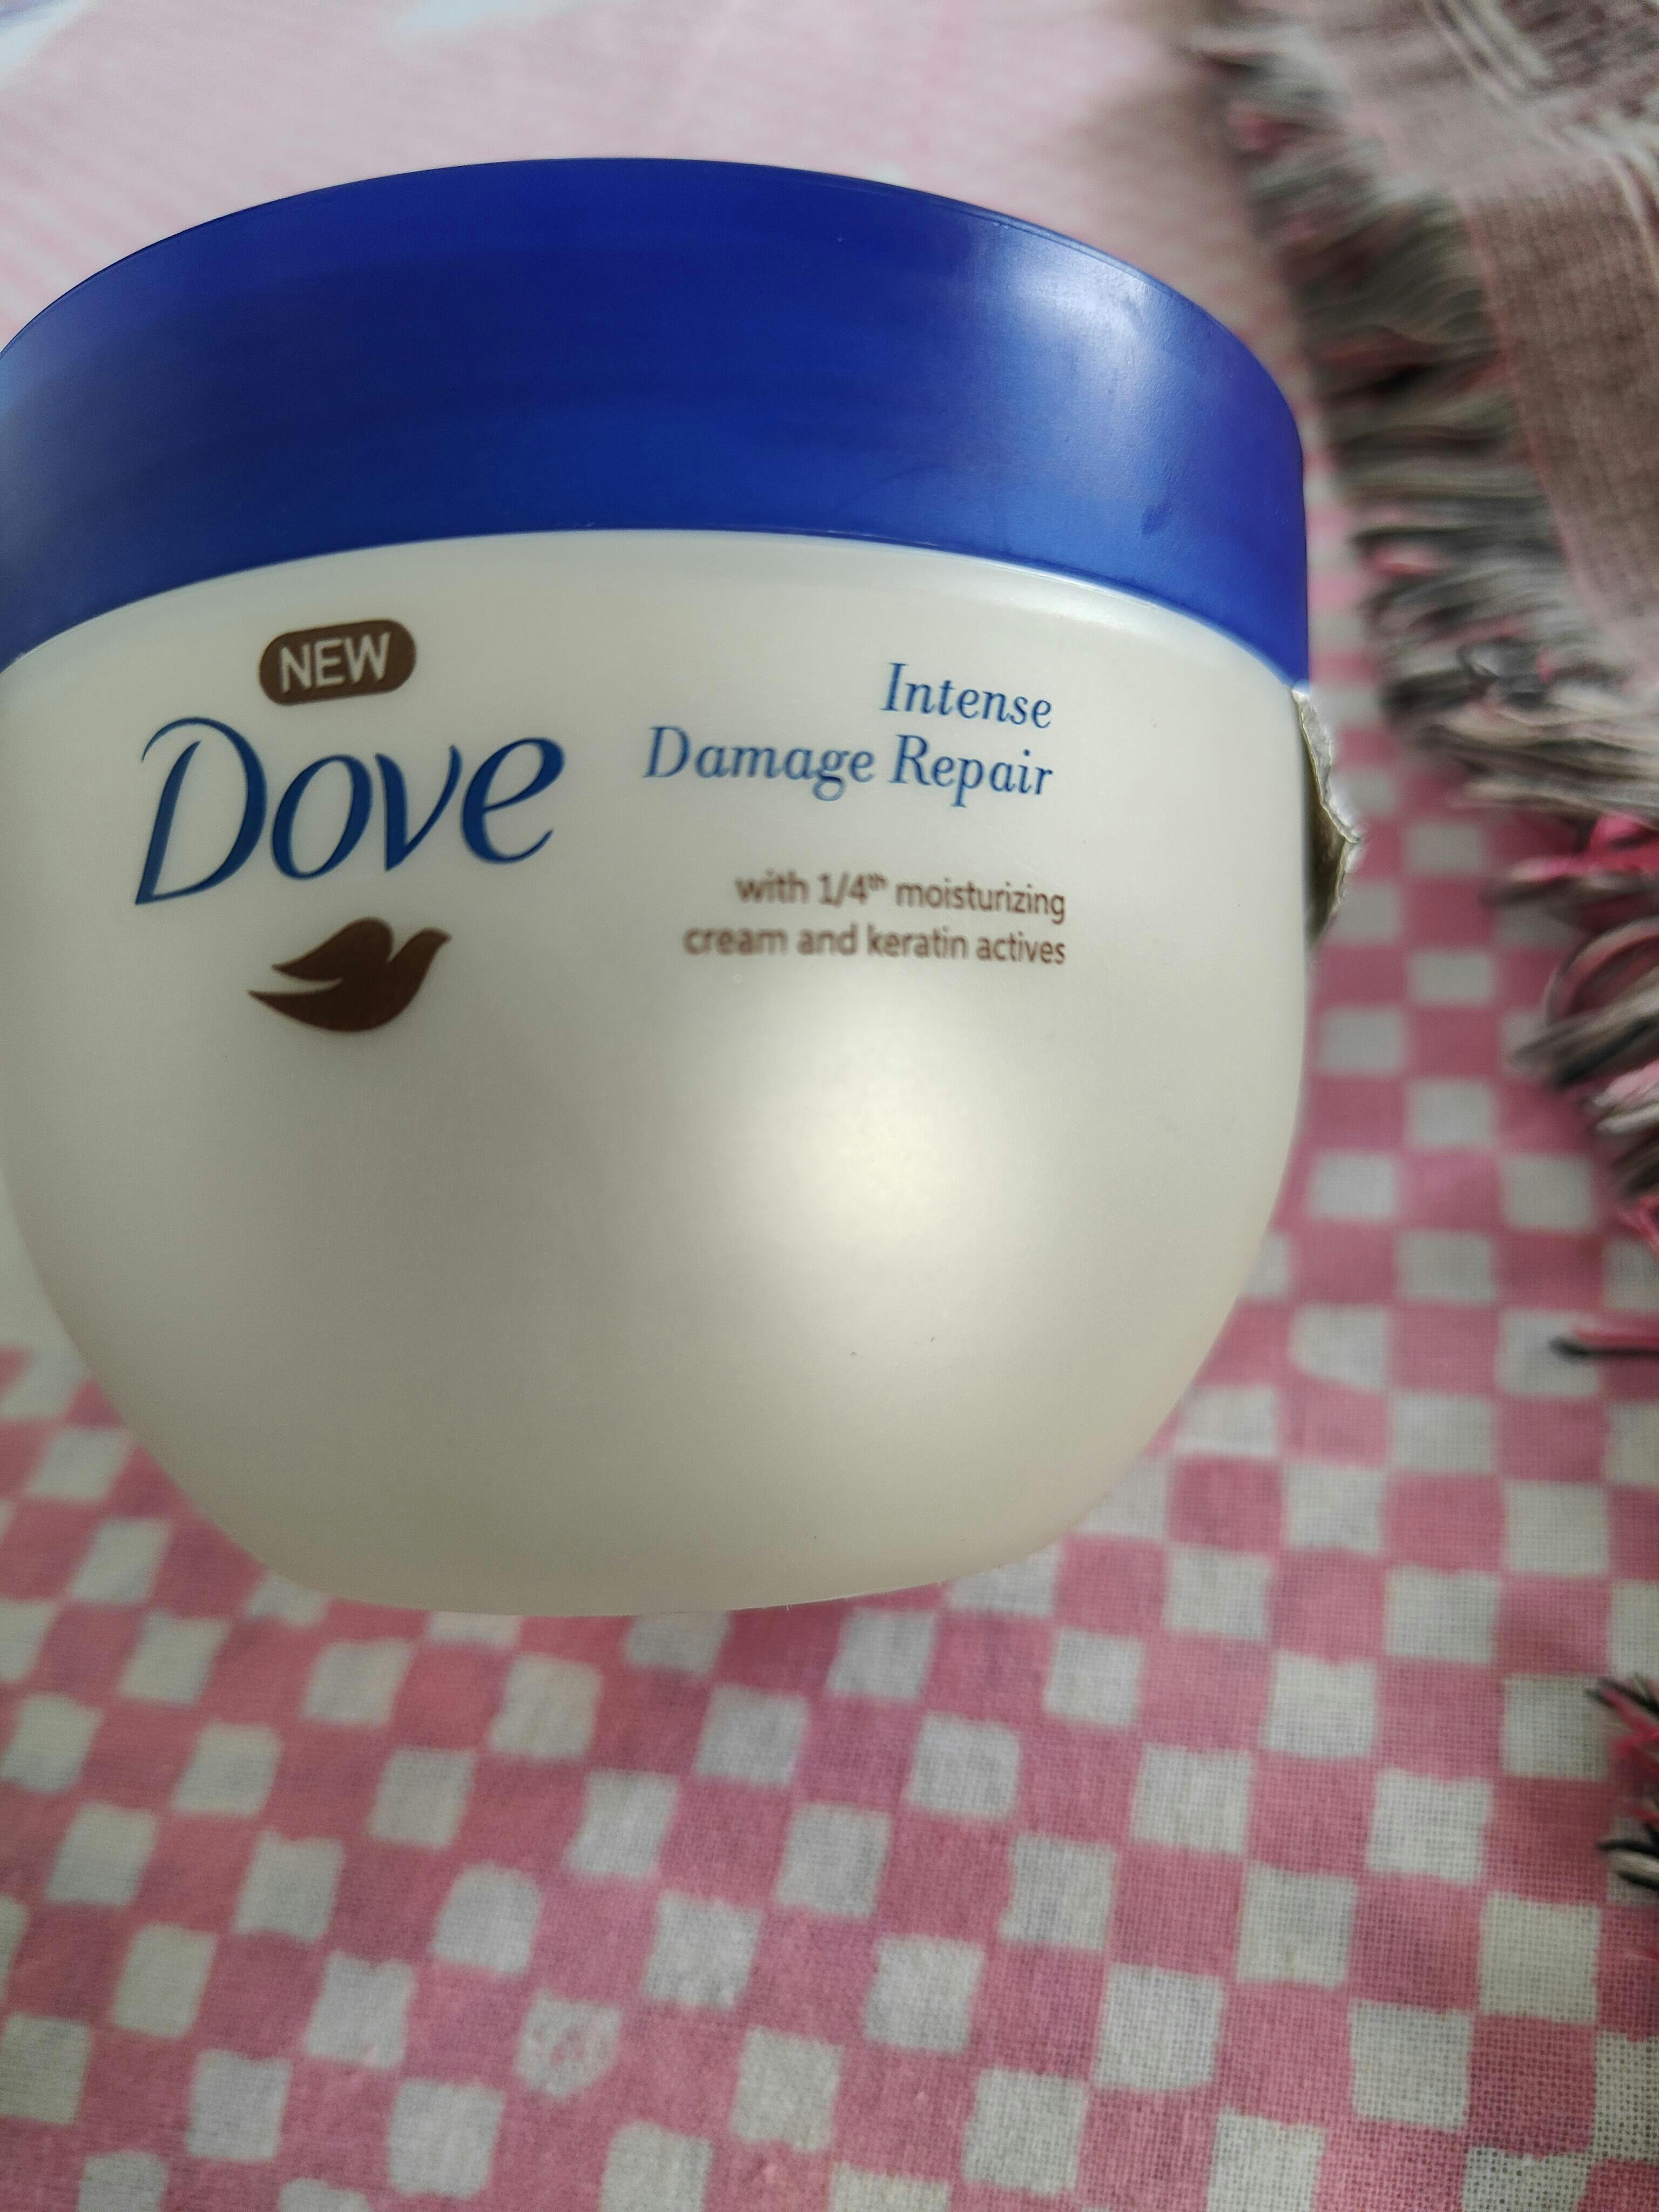 NEW
Dove
Intense
Damage Repair
with 1/4th moisturizing
cream and keratin actives